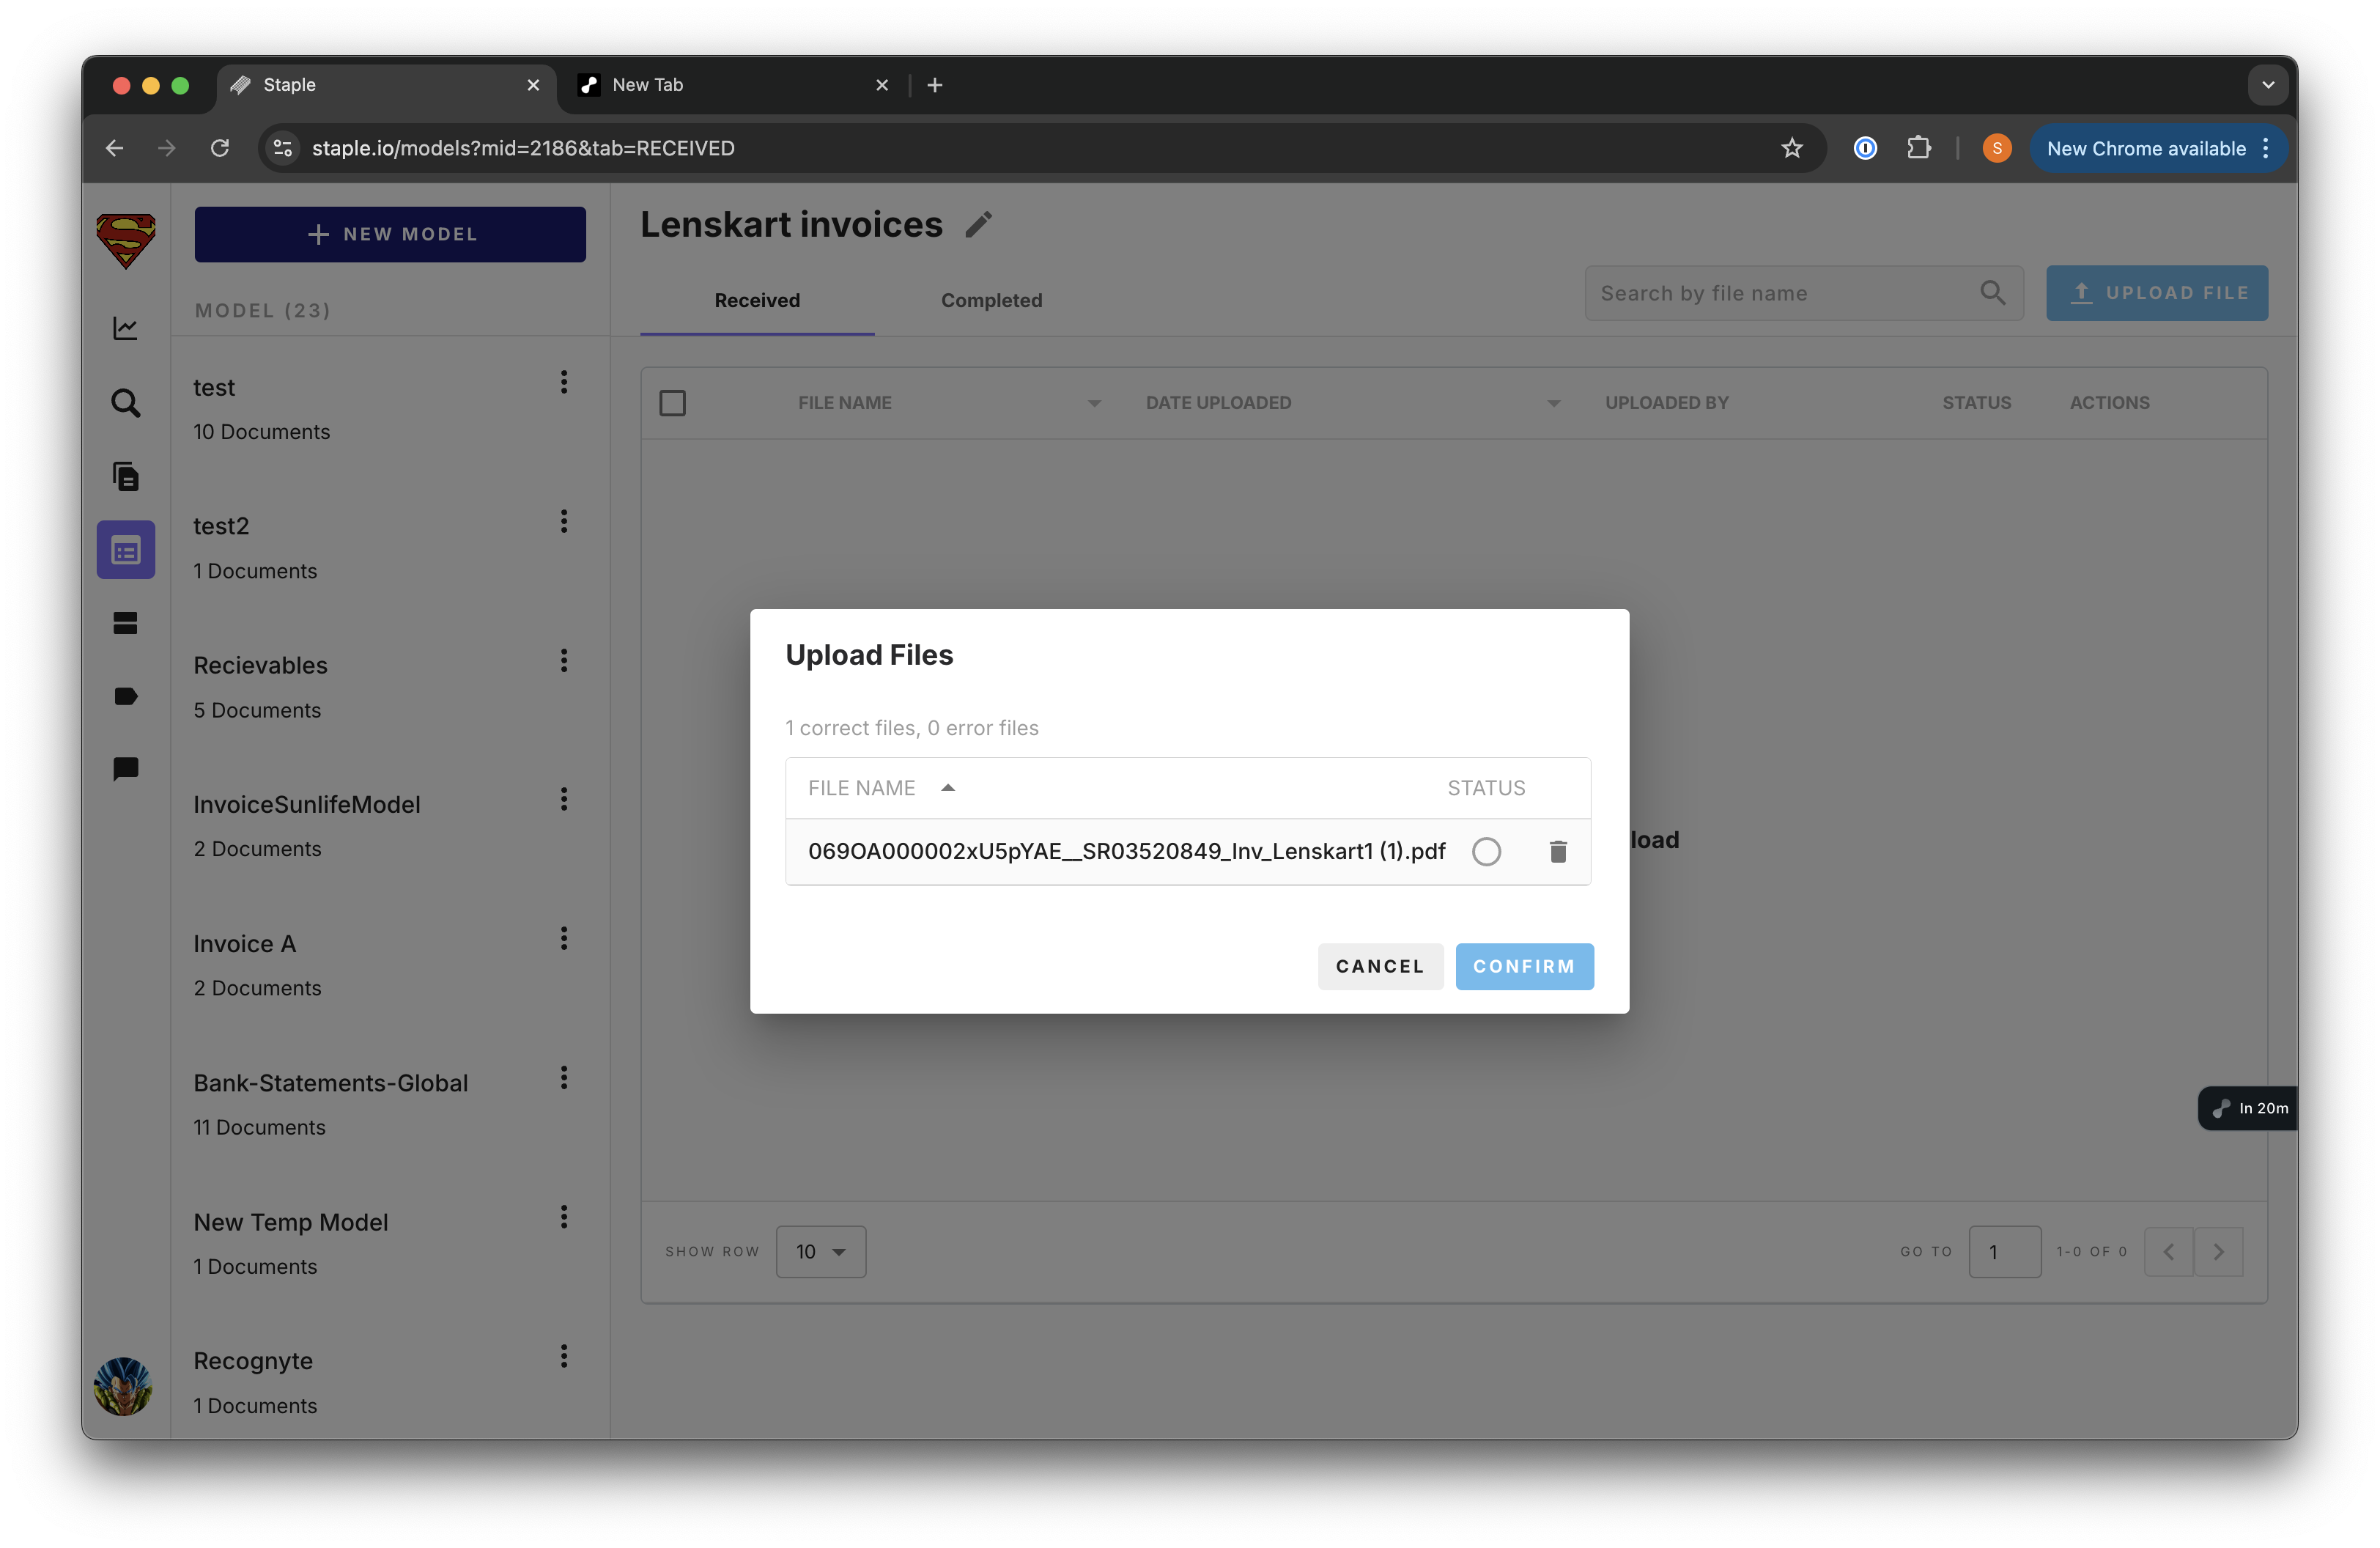 Staple
New Tab
staple.io/models?mid=2186&tab=RECEIVED
S
New Chrome available
NEW MODEL
MODEL (23)
test
10 Documents
test2
1 Documents
Recievables
5 Documents
InvoiceSunlifeModel
2 Documents
Invoice A
2 Documents
Bank-Statements-Global
11 Documents
New Temp Model
1 Documents
Recognyte
1 Documents
Lenskart invoices
Received
Completed
Search by file name
UPLOAD FILE
FILE NAME DATE UPLOADED UPLOADED BY STATUS ACTIONS
Upload Files
1 correct files, 0 error files
FILE NAME STATUS
069OA000002xU5pYAE__SR03520849_Inv_Lenskart1 (1).pdf
load
CANCEL CONFIRM
In 20m
SHOW ROW 10
GO TO 1 1-0 OF 0